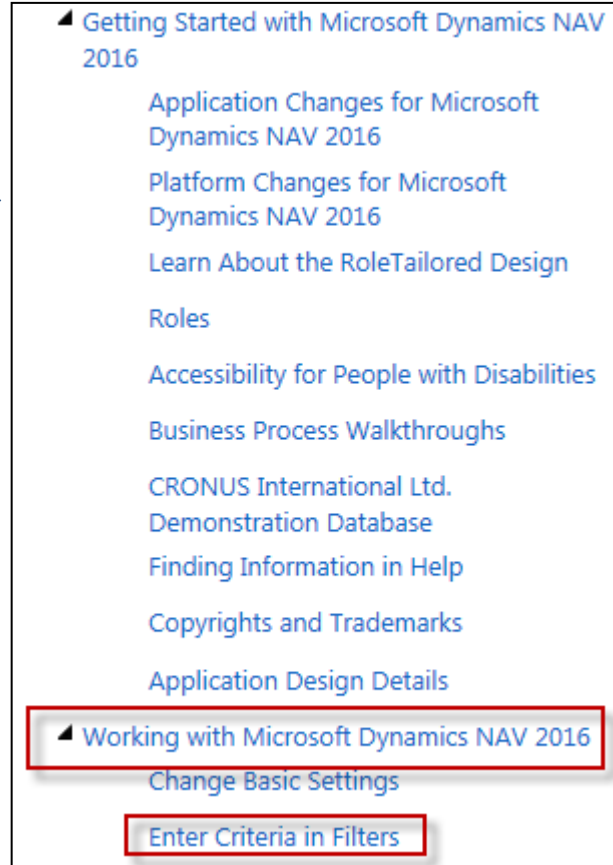 Getting Started with Microsoft Dynamics NAV
2016
Application Changes for Microsoft
Dynamics NAV 2016
Platform Changes for Microsoft
Dynamics NAV 2016
Learn About the RoleTailored Design
Roles
Accessibility for People with Disabilities
Business Process Walkthroughs
CRONUS International Ltd.
Demonstration Database
Finding Information in Help
Copyrights and Trademarks
Application Design Details
Working with Microsoft Dynamics NAV 2016
Change Basic Settings
Enter Criteria in Filters